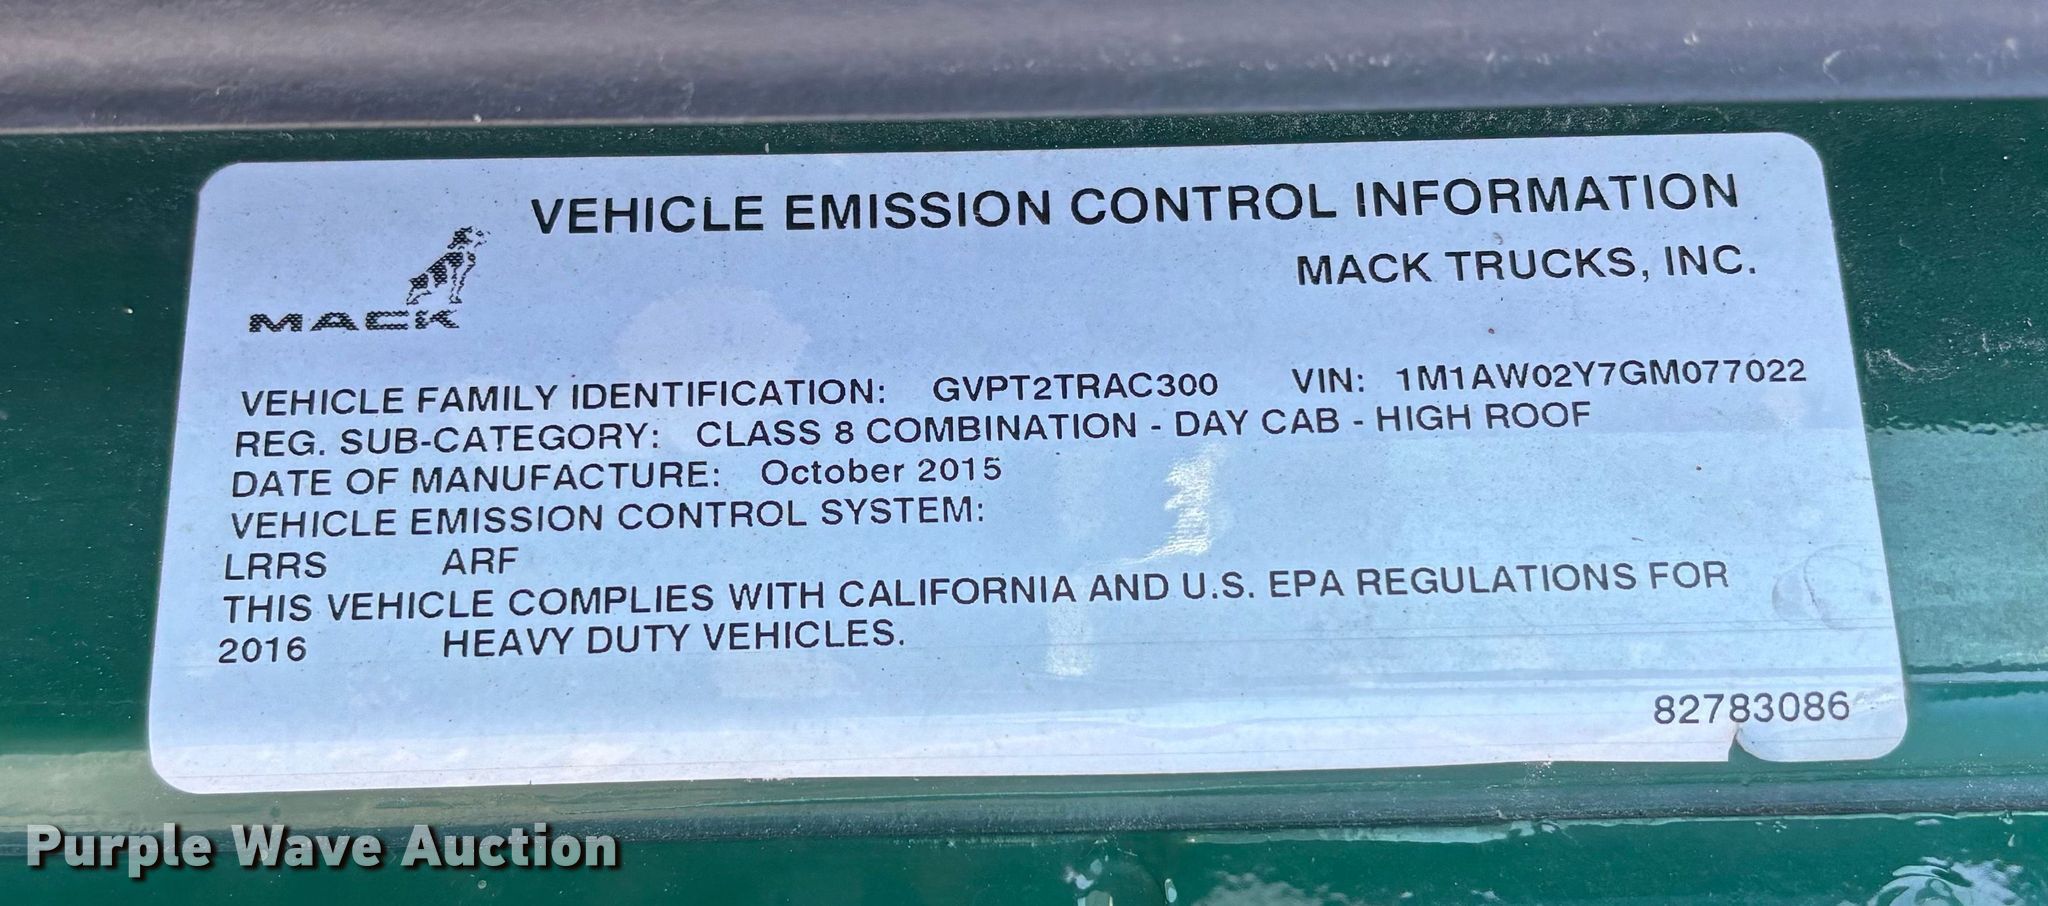 VEHICLE EMISSION CONTROL INFORMATION
MACK TRUCKS, INC.
MACK
VEHICLE FAMILY IDENTIFICATION: GVPT2TRAC300 VIN: 1M1AW02Y7GM077022
REG. SUB-CATEGORY: CLASS 8 COMBINATION - DAY CAB - HIGH ROOF
DATE OF MANUFACTURE: October 2015
VEHICLE EMISSION CONTROL SYSTEM:
LRRS ARF
THIS VEHICLE COMPLIES WITH CALIFORNIA AND U.S. EPA REGULATIONS FOR
2016 HEAVY DUTY VEHICLES.
82783086
Purple Wave Auction